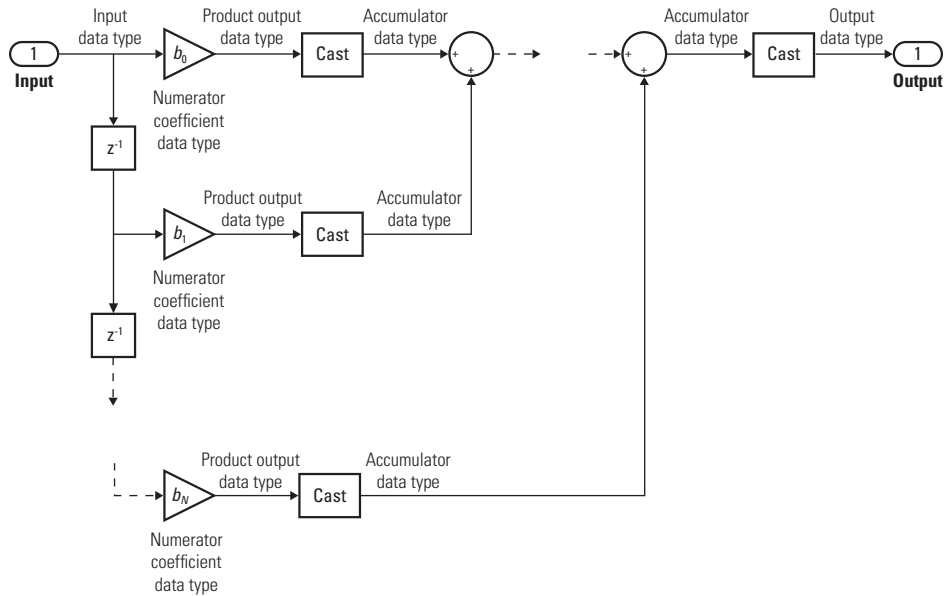 Input
data type
Product output
data type
Accumulator
data type
Accumulator
data type
Output
data type
1
Input
b0
Cast
+
+
+
+
Cast
1
Output
Numerator
coefficient
data type
z-1
Product output
data type
Accumulator
data type
b1
Cast
Numerator
coefficient
data type
z-1
Product output
data type
Accumulator
data type
bN
Cast
Numerator
coefficient
data type